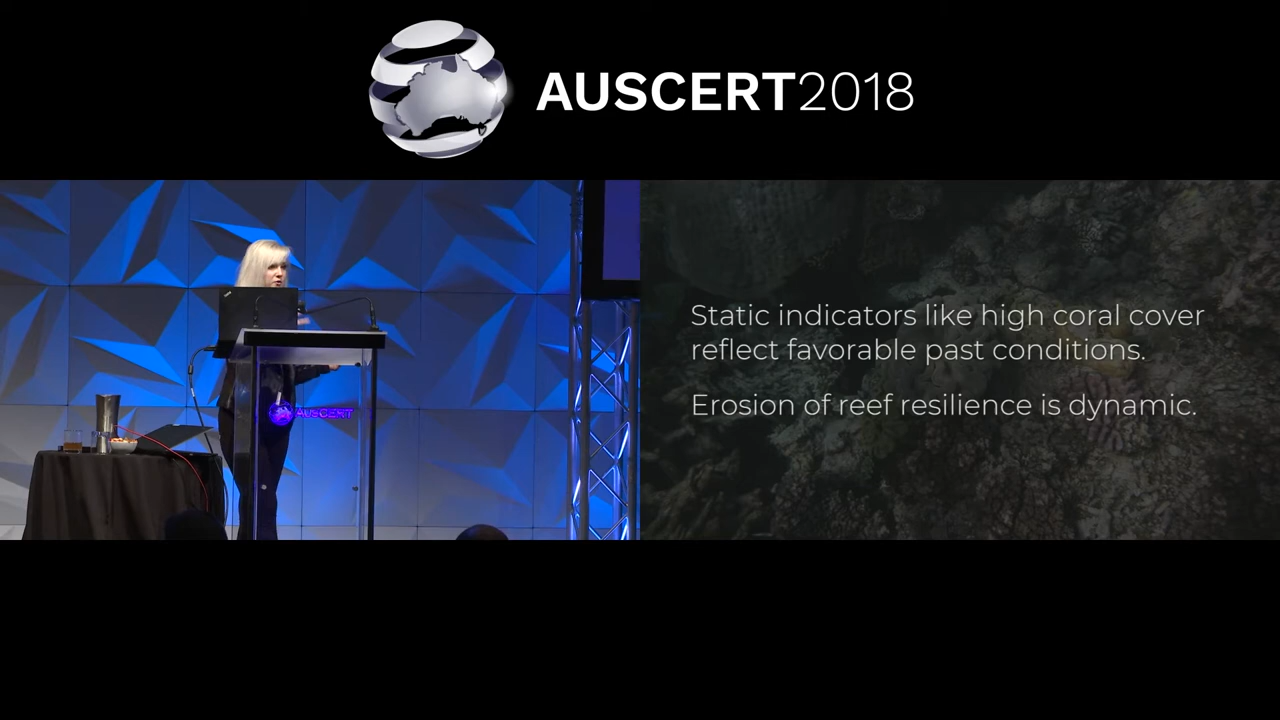 AUSCERT2018
Static indicators like high coral cover
reflect favorable past conditions.
Erosion of reef resilience is dynamic.
AUSCERT